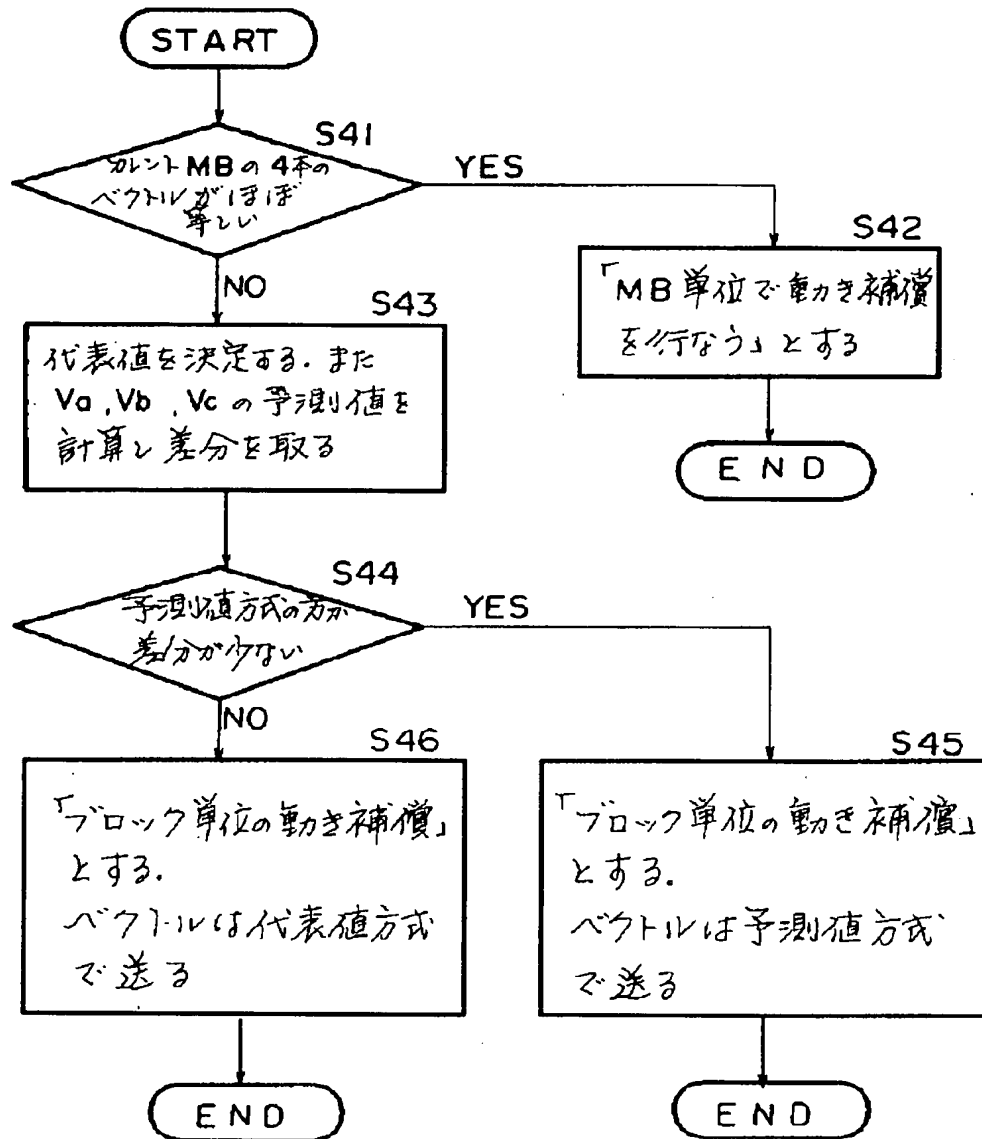 START
S41
カレントMBの4本の
ベクトルがほぼ
等しい
YES
NO
S42
「MB単位で動き補償
を行なう」とする
END
S43
代表値を決定する. また
Va, Vb, Vcの予測値を
計算し差分を取る
S44
予測値方式の方が
差分が少ない
YES
NO
S46
「ブロック単位の動き補償」
とする.
ベクトルは代表値方式
で送る
END
S45
「ブロック単位の動き補償」
とする.
ベクトルは予測値方式
で送る
END